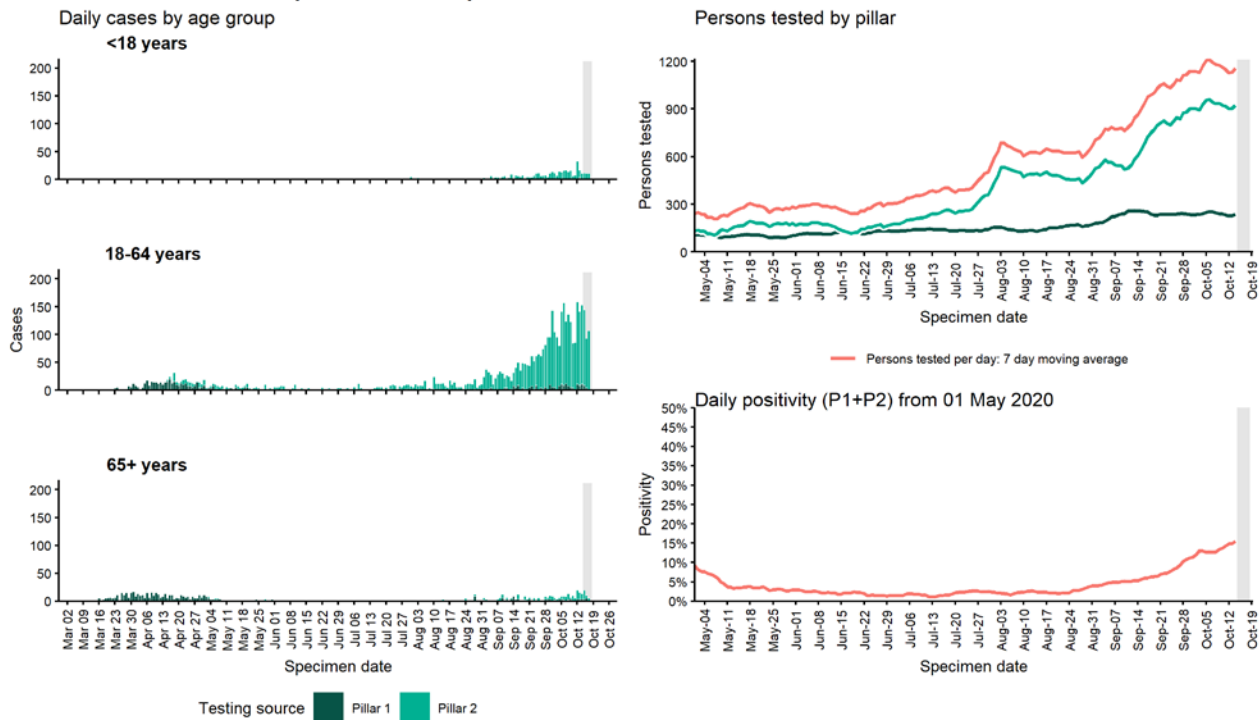 Daily cases by age group
<18 years
200
150
100
50
0
18-64 years
200
150
100
50
0
Cases
65+ years
200
150
100
50
0
Mar 02
Mar 09
Mar 16
Mar 23
Mar 30
Apr 06
Apr 13
Apr 20
Apr 27
May 04
May 11
May 18
May 25
Jun 01
Jun 08
Jun 15
Jun 22
Jun 29
Jul 06
Jul 13
Jul 20
Jul 27
Aug 03
Aug 10
Aug 17
Aug 24
Aug 31
Sep 07
Sep 14
Sep 21
Sep 28
Oct 05
Oct 12
Oct 19
Oct 26
Specimen date
Testing source Pillar 1 Pillar 2
Persons tested by pillar
1200
900
600
300
0
Persons tested
May-04
May-11
May-18
May-25
Jun-01
Jun-08
Jun-15
Jun-22
Jun-29
Jul-06
Jul-13
Jul-20
Jul-27
Aug-03
Aug-10
Aug-17
Aug-24
Aug-31
Sep-07
Sep-14
Sep-21
Sep-28
Oct-05
Oct-12
Oct-19
Specimen date
Persons tested per day: 7 day moving average
Daily positivity (P1+P2) from 01 May 2020
50%
45%
40%
35%
30%
25%
20%
15%
10%
5%
0%
Positivity
May-04
May-11
May-18
May-25
Jun-01
Jun-08
Jun-15
Jun-22
Jun-29
Jul-06
Jul-13
Jul-20
Jul-27
Aug-03
Aug-10
Aug-17
Aug-24
Aug-31
Sep-07
Sep-14
Sep-21
Sep-28
Oct-05
Oct-12
Oct-19
Specimen date